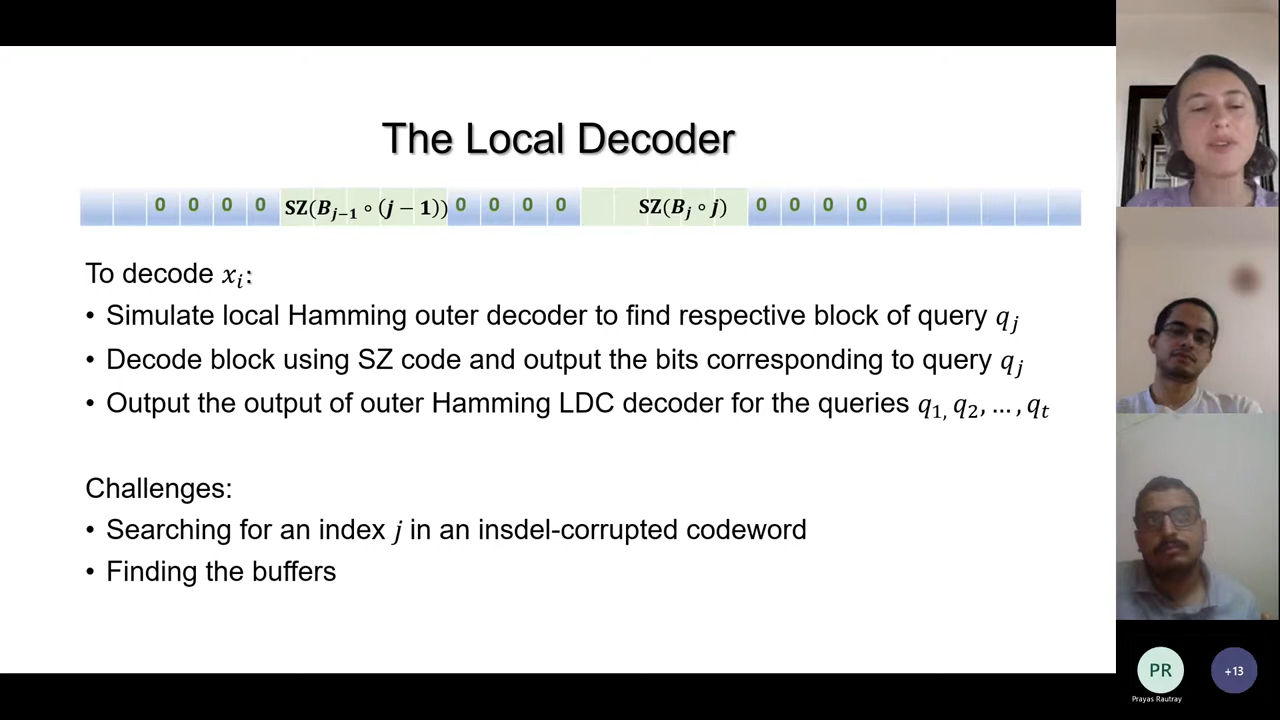 The Local Decoder
0 0 0 0 SZ(B_{j-1} ∘ (j − 1)) 0 0 0 0 SZ(B_j ∘ j) 0 0 0 0
To decode x_i:
• Simulate local Hamming outer decoder to find respective block of query q_j
• Decode block using SZ code and output the bits corresponding to query q_j
• Output the output of outer Hamming LDC decoder for the queries q_1, q_2, … , q_t
Challenges:
• Searching for an index j in an insdel-corrupted codeword
• Finding the buffers
PR
+13
Prayas Rautray